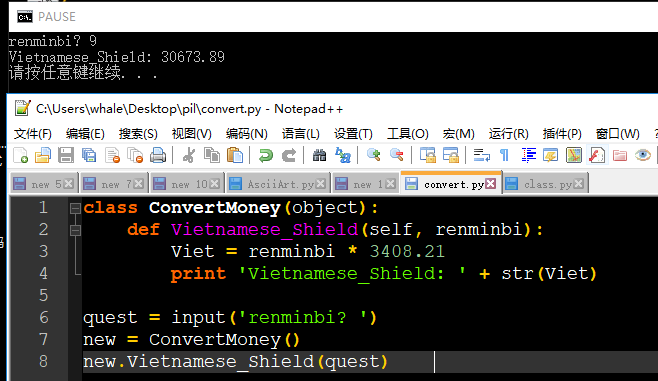 PAUSE
renminbi? 9
Vietnamese_Shield: 30673.89
请按任意键继续. . .
C:\Users\whale\Desktop\pil\convert.py - Notepad++
文件(F) 编辑(E) 搜索(S) 视图(V) 编码(N) 语言(L) 设置(T) 工具(O) 宏(M) 运行(R) 插件(P) 窗口(W) ?
new 5 new 7 new 10 AsciiArt.py new 1 convert.py class.py
1 class ConvertMoney(object):
2 def Vietnamese_Shield(self, renminbi):
3 Viet = renminbi * 3408.21
4 print 'Vietnamese_Shield: ' + str(Viet)
5
6 quest = input('renminbi? ')
7 new = ConvertMoney()
8 new.Vietnamese_Shield(quest)